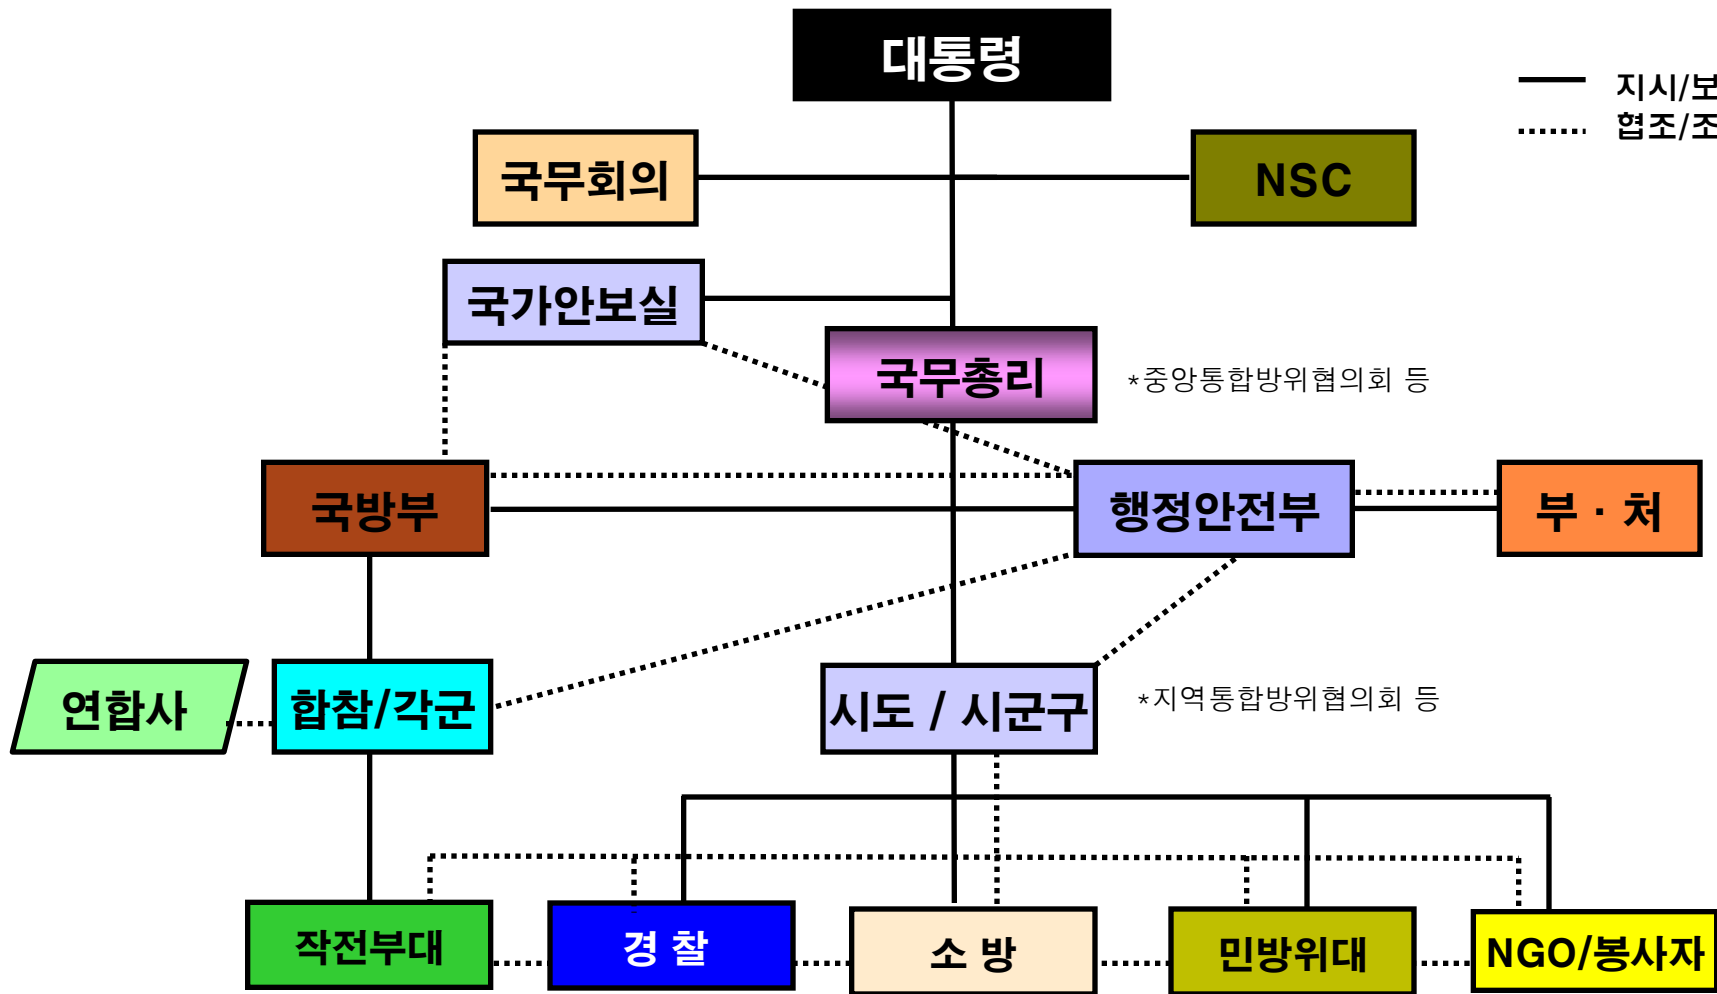 대통령
지시/보
협조/조
국무회의
NSC
국가안보실
국무총리
*중앙통합방위협의회 등
국방부
행정안전부
부 · 처
연합사
합참/각군
시도 / 시군구
*지역통합방위협의회 등
작전부대
경 찰
소 방
민방위대
NGO/봉사자